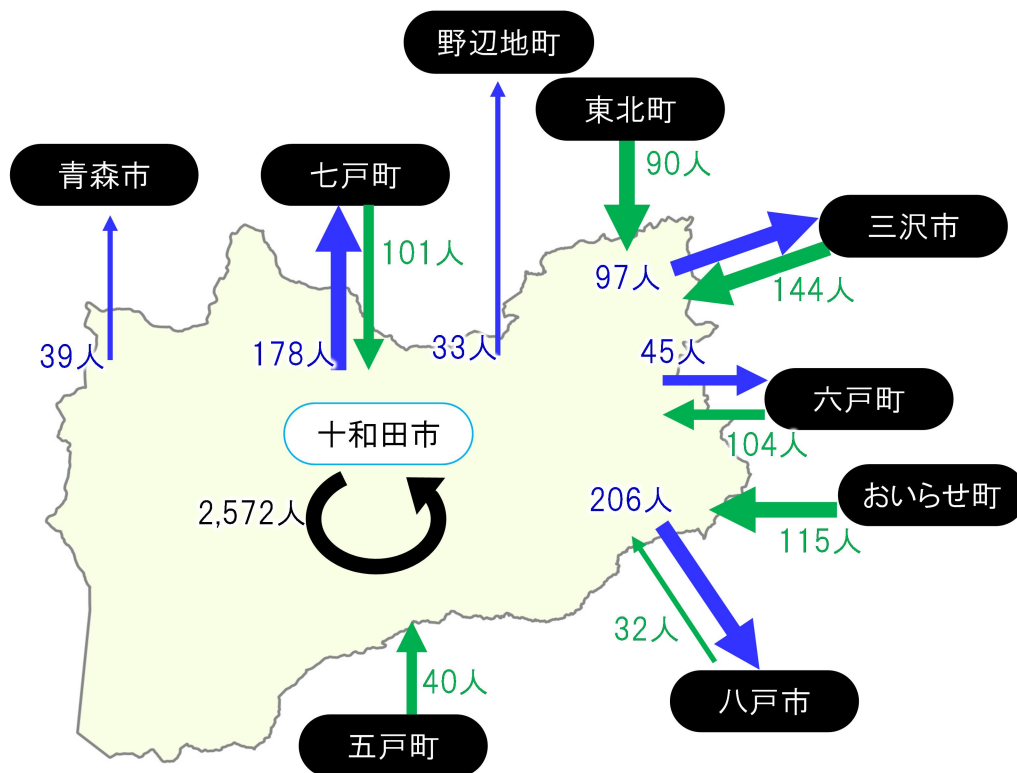 野辺地町
東北町
90人
青森市
七戸町
101人
三沢市
97人
144人
39人
178人
33人
45人
六戸町
104人
十和田市
2,572人
206人
おいらせ町
115人
32人
40人
八戸市
五戸町